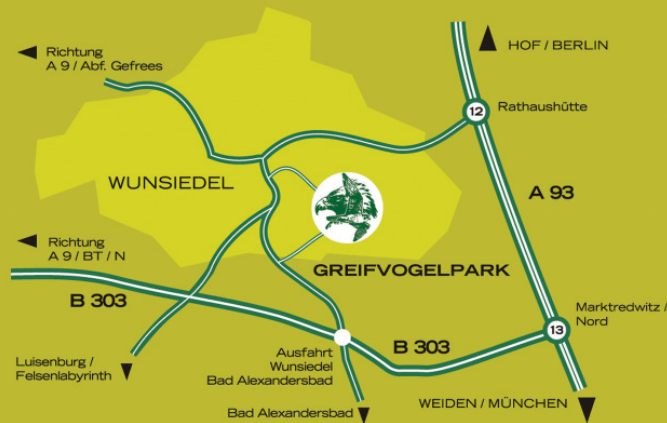 Richtung
A 9 / Abf. Gefrees
HOF / BERLIN
12
Rathaushütte
WUNSIEDEL
A 93
Richtung
A 9 / BT / N
GREIFVOGELPARK
B 303
Marktredwitz /
Nord
13
B 303
Luisenburg /
Felsenlabyrinth
Ausfahrt
Wunsiedel
Bad Alexandersbad
Bad Alexandersbad
WEIDEN / MÜNCHEN